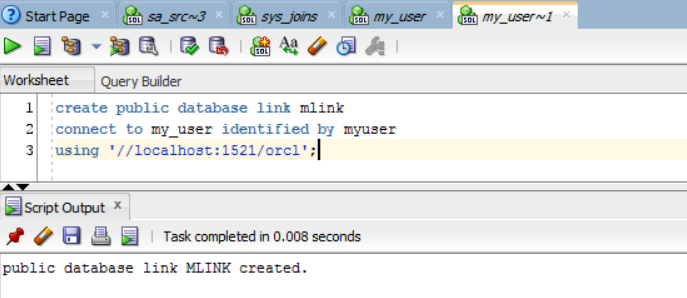 Start Page × sa_src~3 × sys_joins × my_user × my_user~1 ×
Worksheet Query Builder
1 create public database link mlink
2 connect to my_user identified by myuser
3 using '//localhost:1521/orcl';
Script Output ×
Task completed in 0.008 seconds
public database link MLINK created.